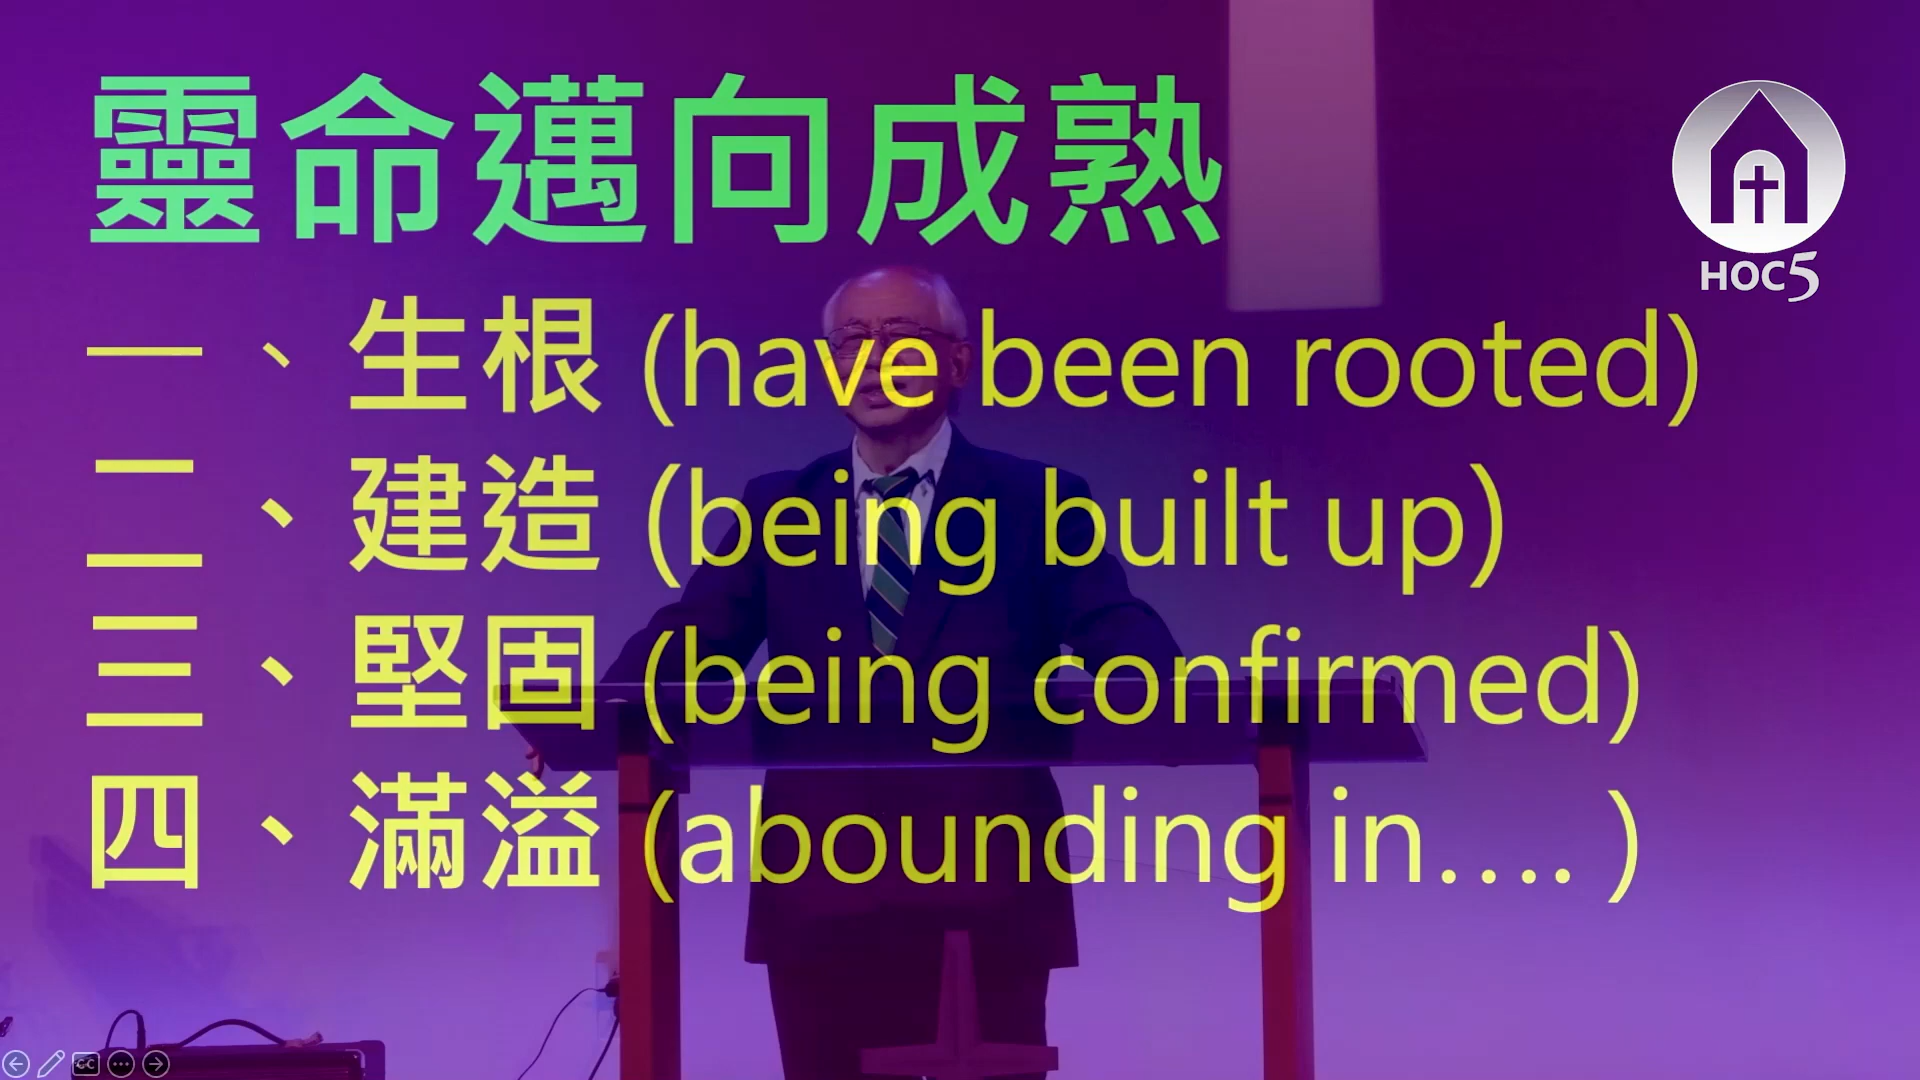 靈命邁向成熟
HOC5
一、生根 (have been rooted)
二、建造 (being built up)
三、堅固 (being confirmed)
四、滿溢 (abounding in…. )
CC